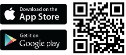 Download on the
App Store
Get it on
Google play